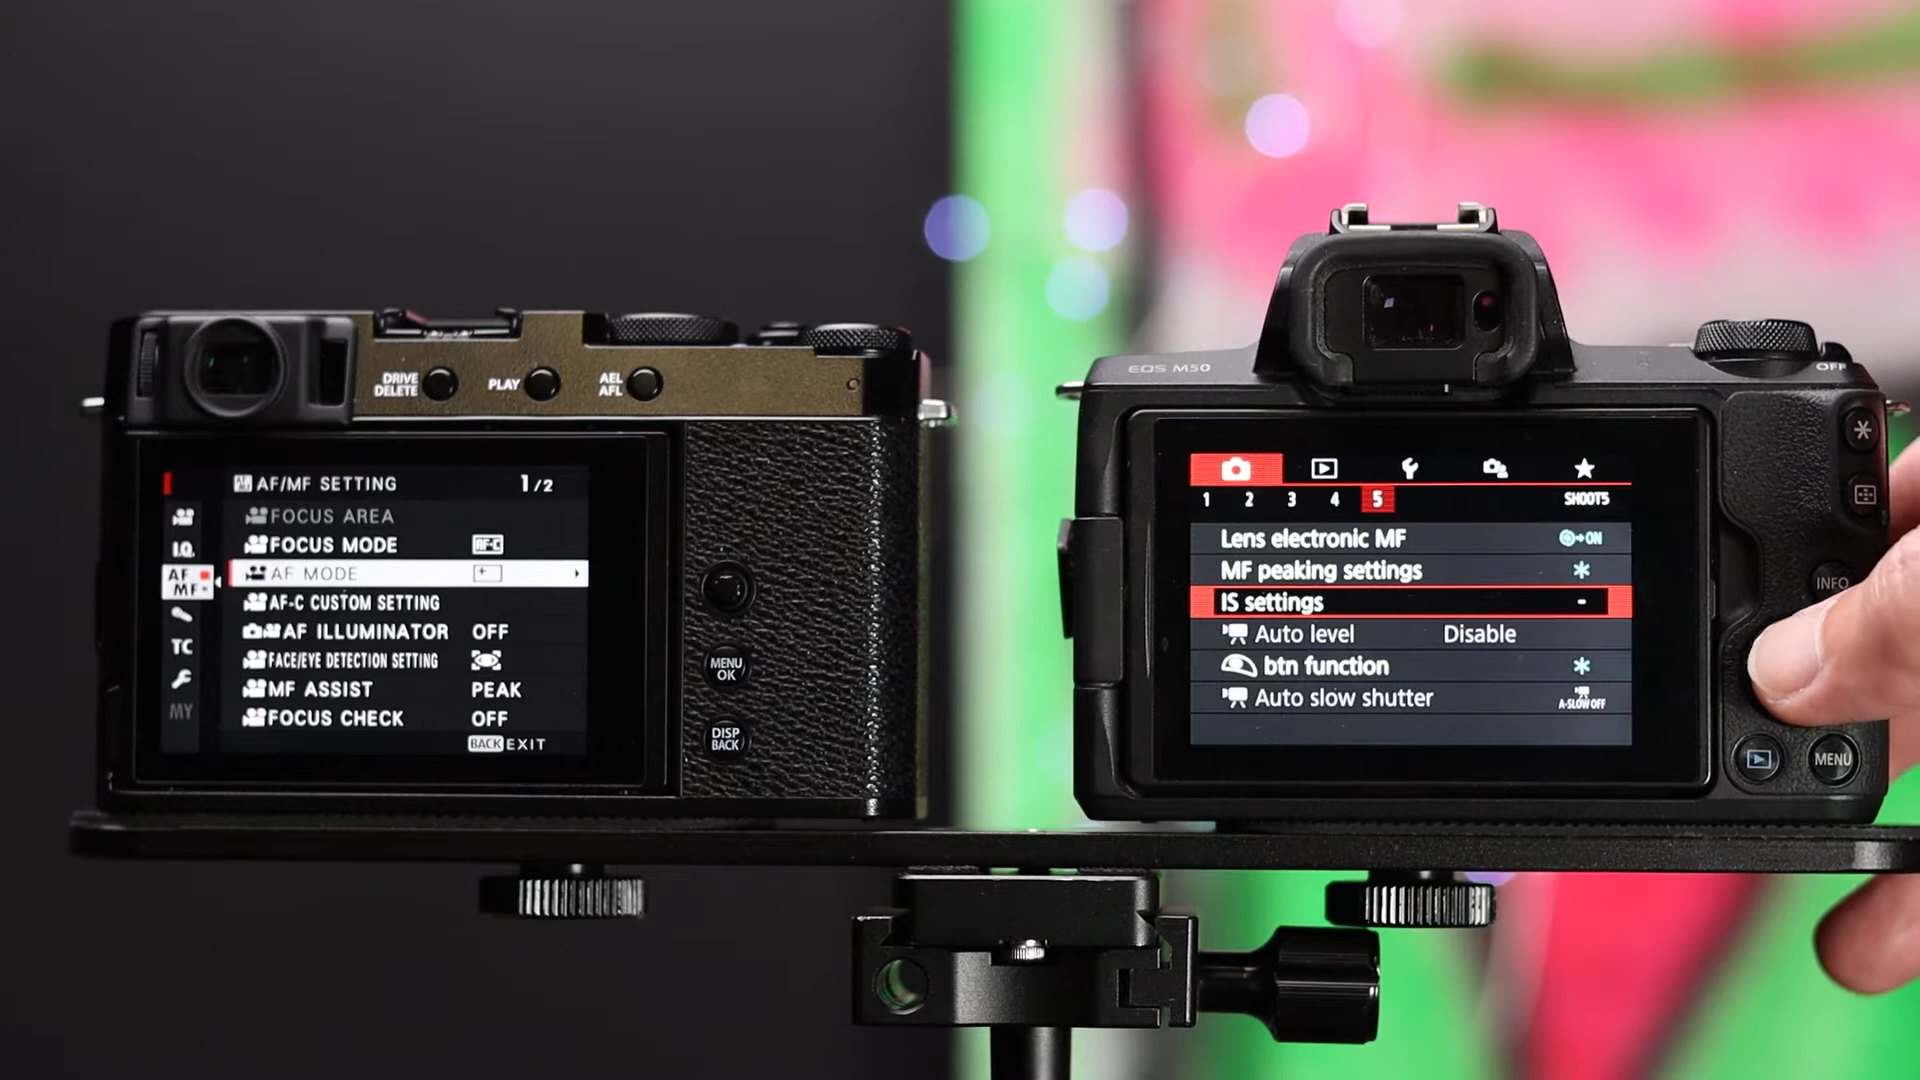 DRIVE
DELETE
PLAY
AEL
AFL
AF/MF SETTING 1/2
FOCUS AREA
FOCUS MODE AF-C
AF MODE
AF-C CUSTOM SETTING
AF ILLUMINATOR OFF
FACE/EYE DETECTION SETTING
MF ASSIST PEAK
FOCUS CHECK OFF
BACK EXIT
I.Q.
AF
MF
TC
MY
MENU
OK
DISP
BACK
EOS M50
OFF
1 2 3 4 5 SHOOT5
Lens electronic MF ON
MF peaking settings
IS settings -
Auto level Disable
btn function
Auto slow shutter A-SLOW OFF
INFO
MENU